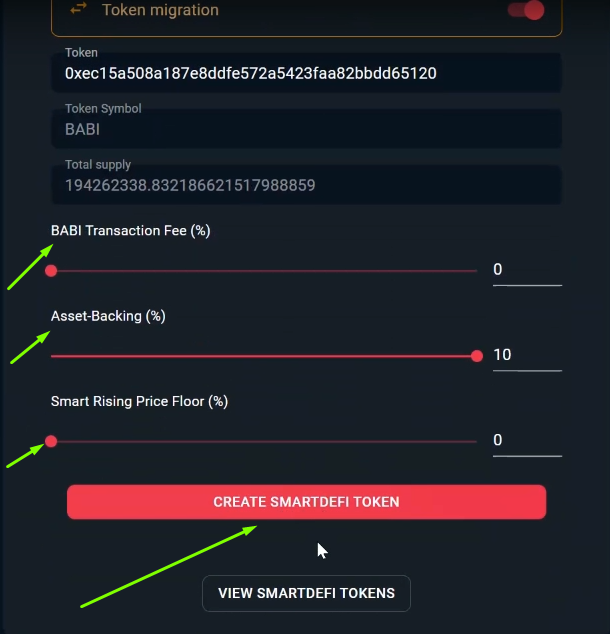 Token migration
Token
0xec15a508a187e8ddfe572a5423faa82bbdd65120
Token Symbol
BABI
Total supply
194262338.832186621517988859
BABI Transaction Fee (%)
0
Asset-Backing (%)
10
Smart Rising Price Floor (%)
0
CREATE SMARTDEFI TOKEN
VIEW SMARTDEFI TOKENS